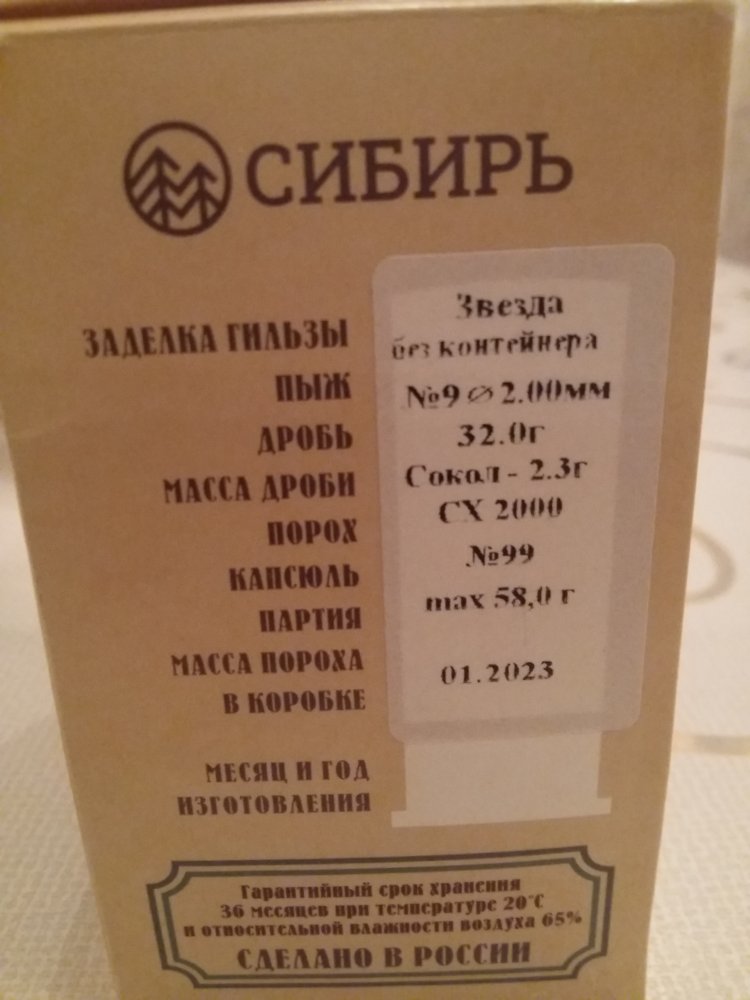 СИБИРЬ
ЗАДЕЛКА ГИЛЬЗЫ
ПЫЖ
ДРОБЬ
МАССА ДРОБИ
ПОРОХ
КАПСЮЛЬ
ПАРТИЯ
МАССА ПОРОХА
В КОРОБКЕ
МЕСЯЦ И ГОД
ИЗГОТОВЛЕНИЯ
Звезда
без контейнера
№9 ⌀ 2.00мм
32.0г
Сокол - 2.3г
СХ 2000
№99
max 58,0 г
01.2023
Гарантийный срок хранения
36 месяцев при температуре 20°С
и относительной влажности воздуха 65%
СДЕЛАНО В РОССИИ